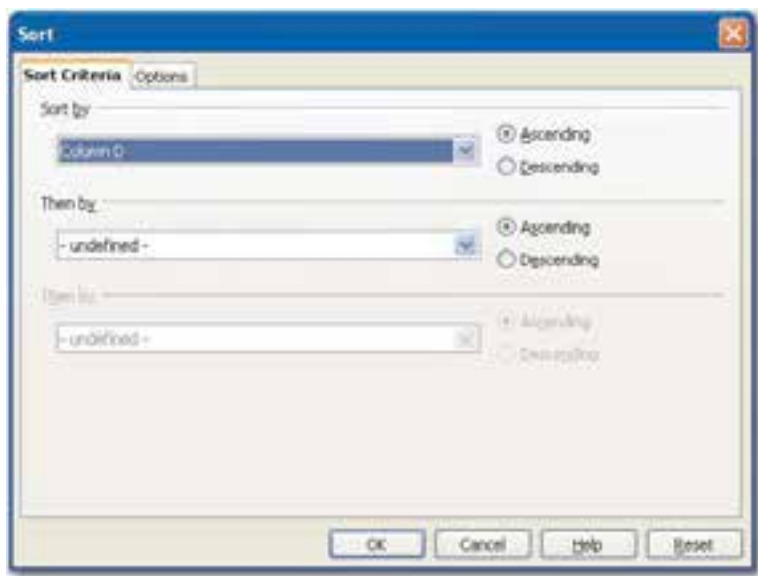 Sort
Sort Criteria Options
Sort by
Column D
Ascending
Descending
Then by
- undefined -
Ascending
Descending
Then by
- undefined -
Ascending
Descending
OK Cancel Help Reset